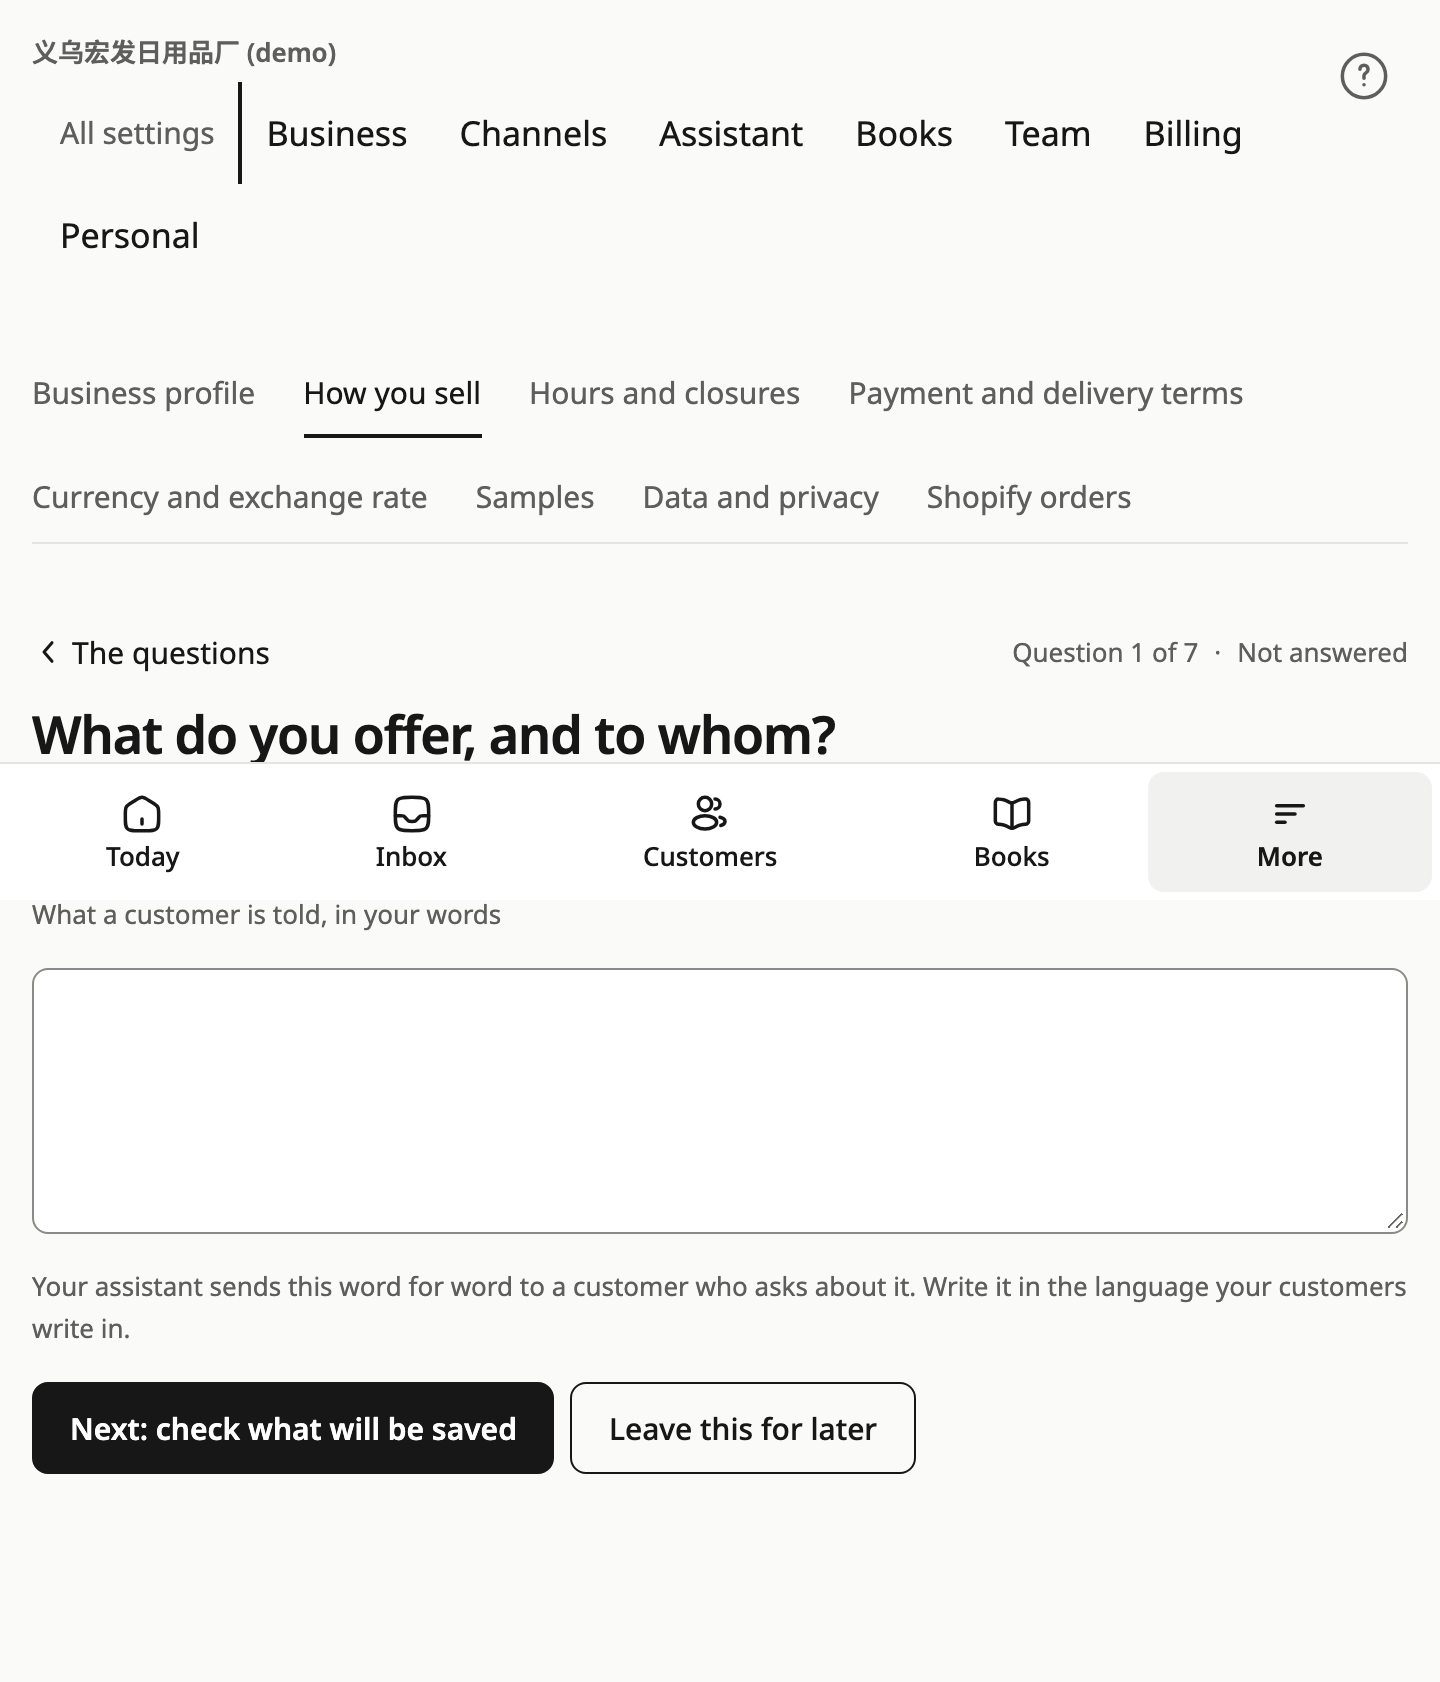 义乌宏发日用品厂 (demo)
All settings
Business
Channels
Assistant
Books
Team
Billing
Personal
Business profile
How you sell
Hours and closures
Payment and delivery terms
Currency and exchange rate
Samples
Data and privacy
Shopify orders
The questions
Question 1 of 7 · Not answered
What do you offer, and to whom?
Today
Inbox
Customers
Books
More
What a customer is told, in your words
Your assistant sends this word for word to a customer who asks about it. Write it in the language your customers
write in.
Next: check what will be saved
Leave this for later